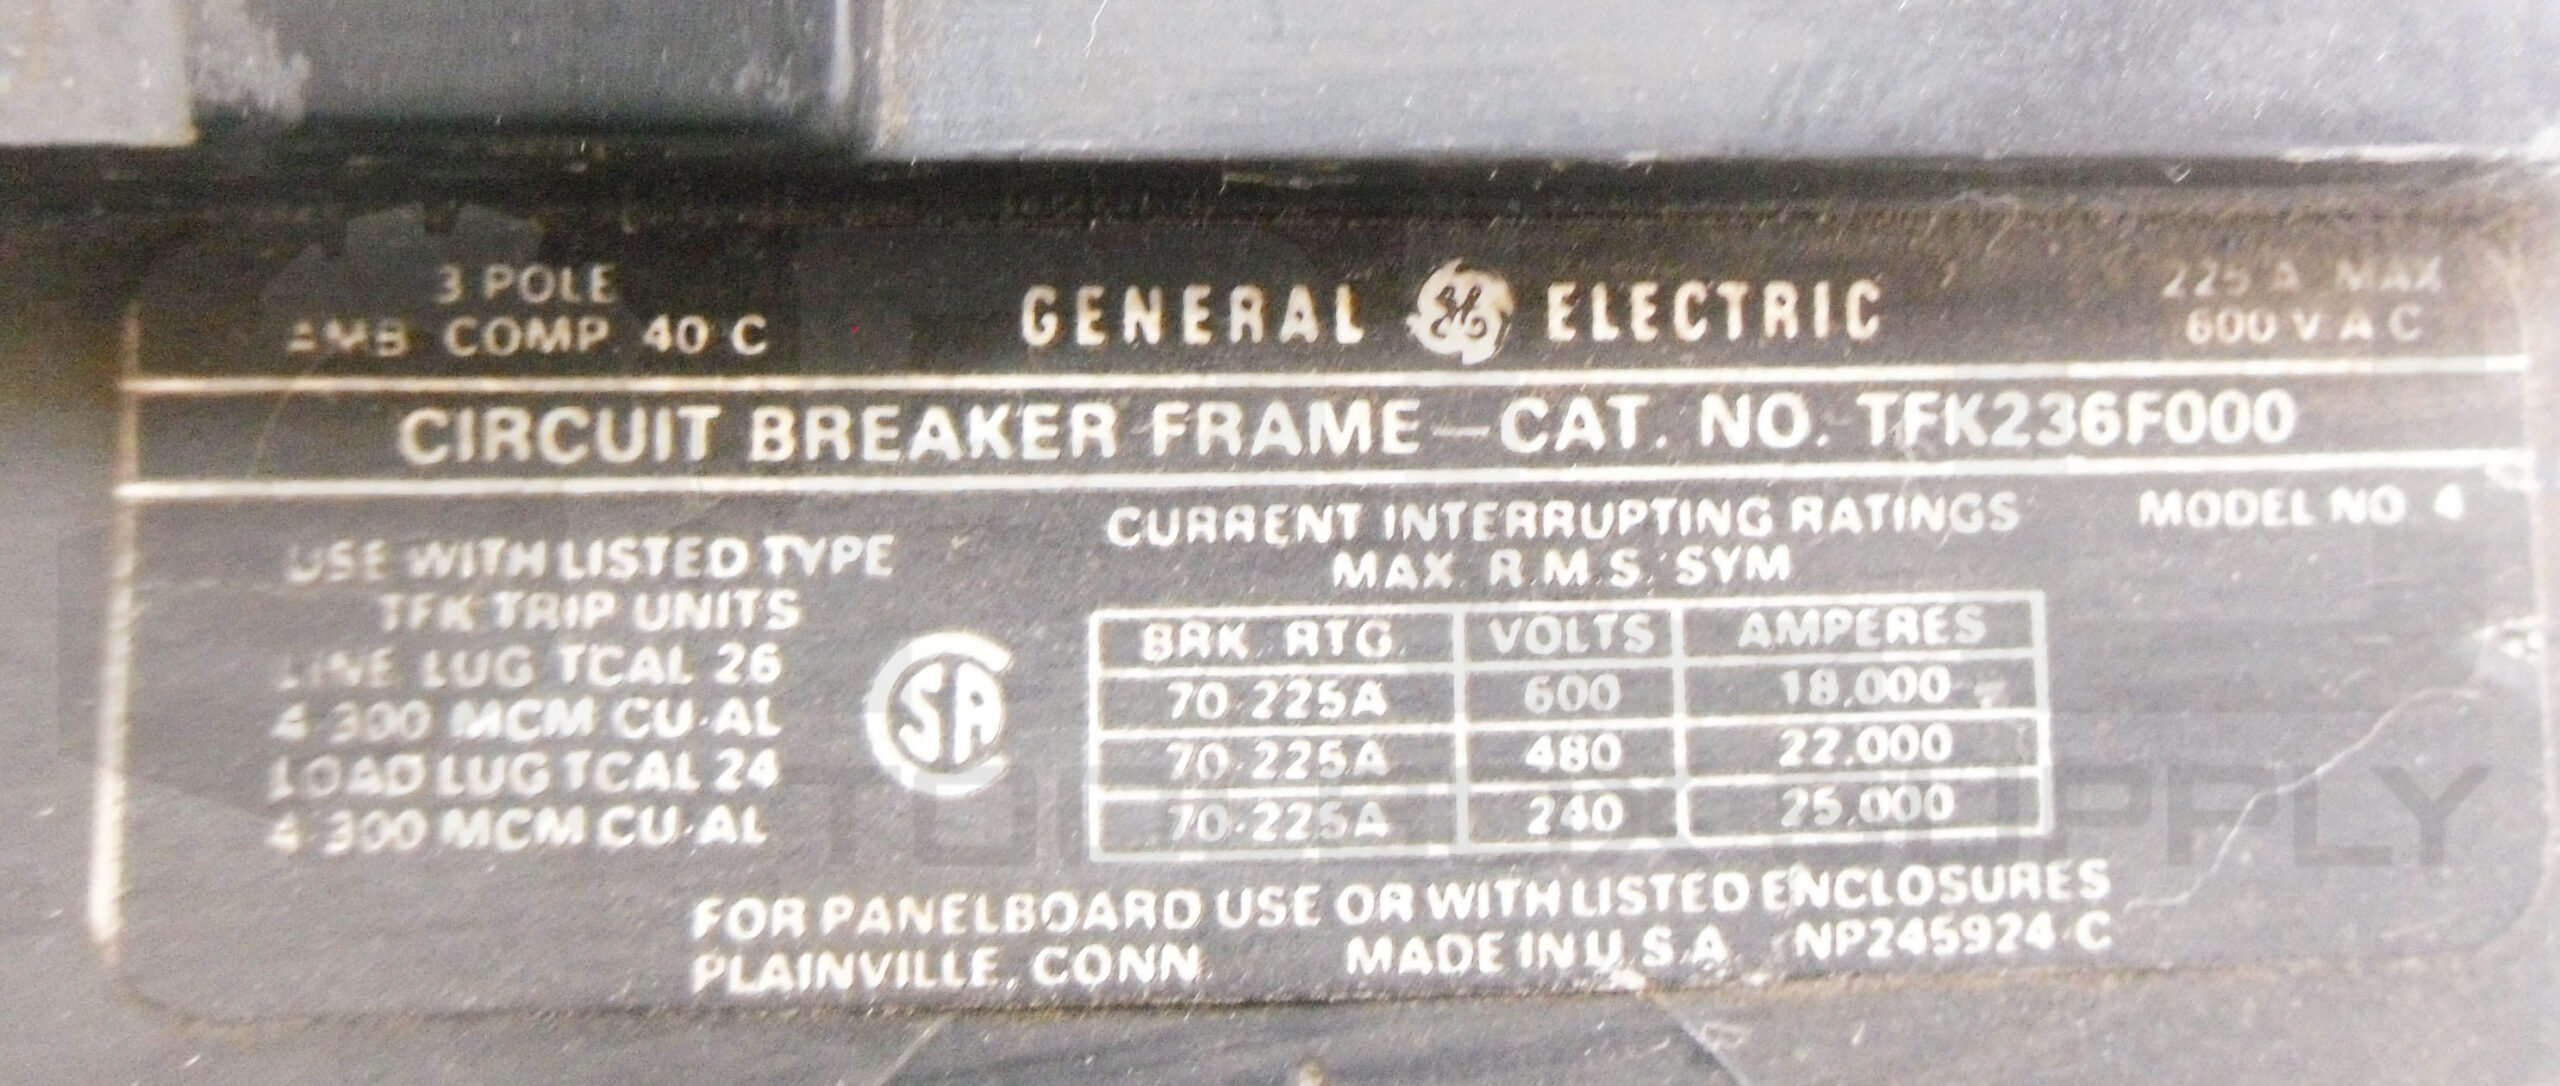 3 POLE
AMB. COMP. 40 C
GENERAL GE ELECTRIC
225 A MAX
600 V A C
CIRCUIT BREAKER FRAME—CAT. NO. TFK236F000
USE WITH LISTED TYPE
TFK TRIP UNITS
LINE LUG TCAL 26
4-300 MCM CU-AL
LOAD LUG TCAL 24
4-300 MCM CU-AL
SA
CURRENT INTERRUPTING RATINGS
MAX. R.M.S. SYM
MODEL NO 4
BRK. RTG. VOLTS AMPERES
70-225A 600 18,000
70-225A 480 22,000
70-225A 240 25,000
FOR PANELBOARD USE OR WITH LISTED ENCLOSURES
PLAINVILLE, CONN. MADE IN U.S.A. NP245924-C
SUPPLY